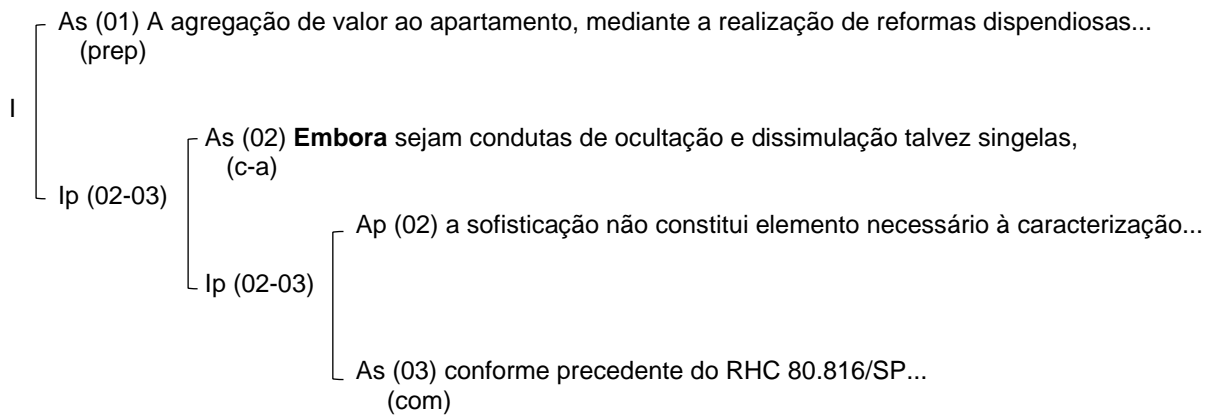 As (01) A agregação de valor ao apartamento, mediante a realização de reformas dispendiosas...
(prep)
I
As (02) Embora sejam condutas de ocultação e dissimulação talvez singelas,
(c-a)
Ip (02-03)
Ap (02) a sofisticação não constitui elemento necessário à caracterização...
Ip (02-03)
As (03) conforme precedente do RHC 80.816/SP...
(com)